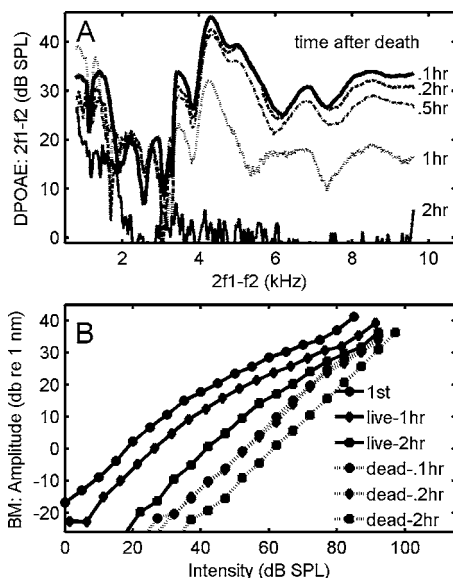 A
time after death
.1hr
.2hr
.5hr
1hr
2hr
DPOAE: 2f1-f2
(dB SPL)
40
30
20
10
0
2 4 6 8 10
2f1-f2 (kHz)
B
BM: Amplitude (db re 1 nm)
40
30
20
10
0
-10
-20
1st
live-1hr
live-2hr
dead-.1hr
dead-.2hr
dead-2hr
0 20 40 60 80 100
Intensity (dB SPL)